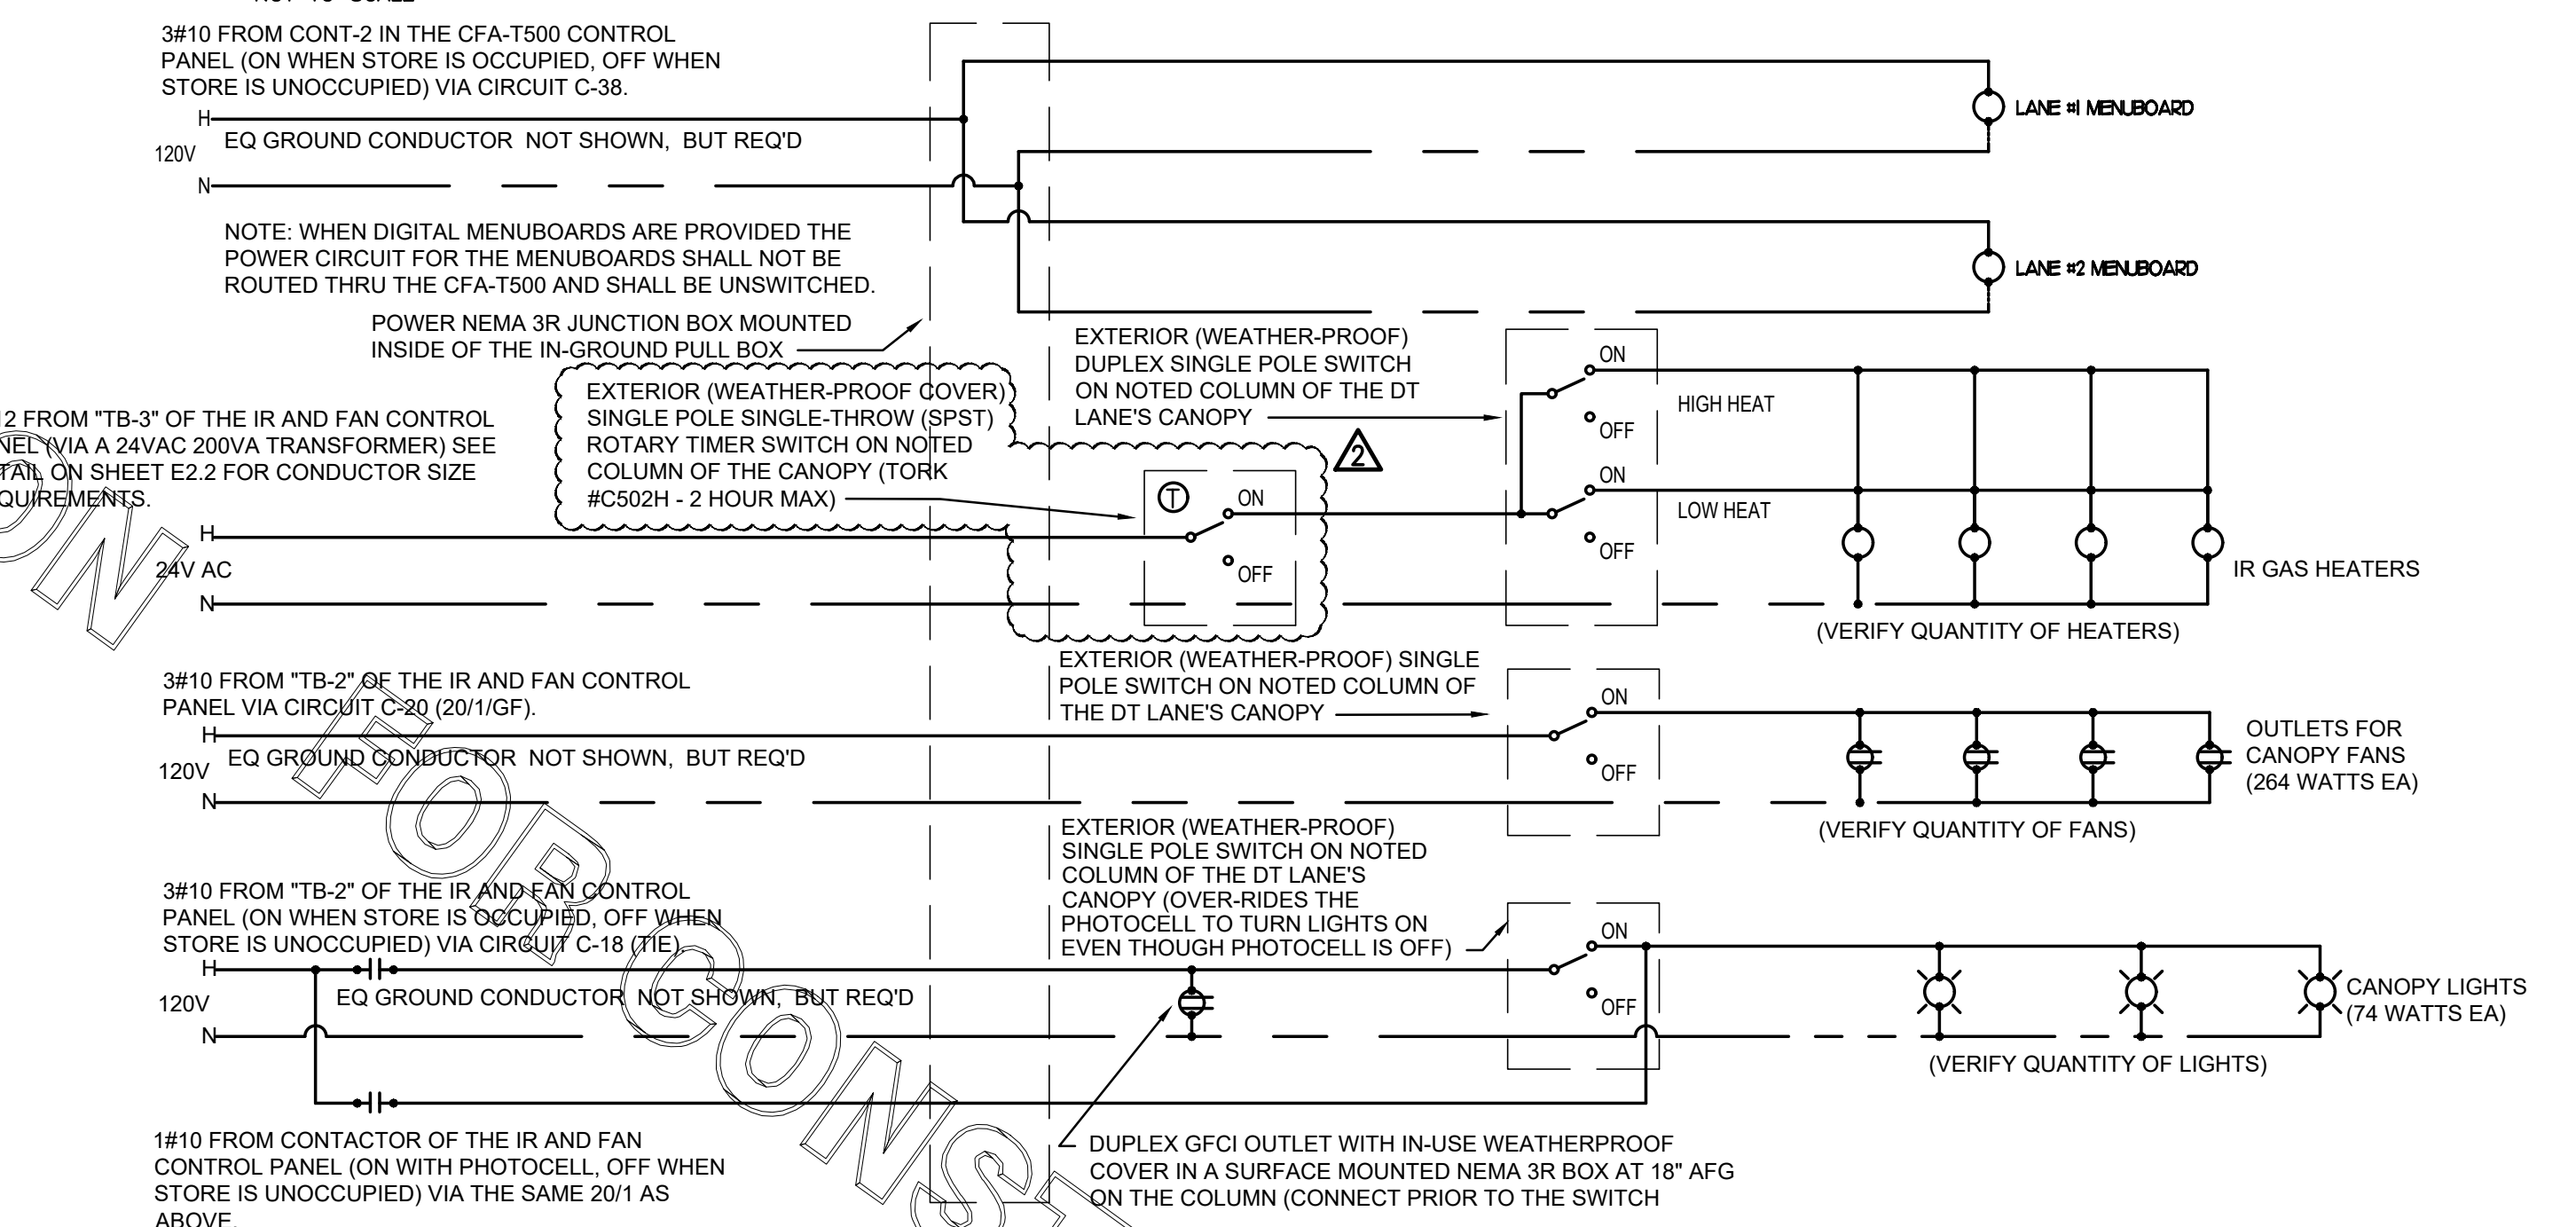 NOT TO SCALE
3#10 FROM CONT-2 IN THE CFA-T500 CONTROL
PANEL (ON WHEN STORE IS OCCUPIED, OFF WHEN
STORE IS UNOCCUPIED) VIA CIRCUIT C-38.
H
EQ GROUND CONDUCTOR NOT SHOWN, BUT REQ'D
120V
N
LANE #1 MENUBOARD
NOTE: WHEN DIGITAL MENUBOARDS ARE PROVIDED THE
POWER CIRCUIT FOR THE MENUBOARDS SHALL NOT BE
ROUTED THRU THE CFA-T500 AND SHALL BE UNSWITCHED.
LANE #2 MENUBOARD
POWER NEMA 3R JUNCTION BOX MOUNTED
INSIDE OF THE IN-GROUND PULL BOX
EXTERIOR (WEATHER-PROOF)
DUPLEX SINGLE POLE SWITCH
ON NOTED COLUMN OF THE DT
LANE'S CANOPY
ON
OFF
HIGH HEAT
ON
OFF
LOW HEAT
EXTERIOR (WEATHER-PROOF COVER)
SINGLE POLE SINGLE-THROW (SPST)
ROTARY TIMER SWITCH ON NOTED
COLUMN OF THE CANOPY (TORK
#C502H - 2 HOUR MAX)
2
T
ON
OFF
12 FROM "TB-3" OF THE IR AND FAN CONTROL
NEL (VIA A 24VAC 200VA TRANSFORMER) SEE
TAIL ON SHEET E2.2 FOR CONDUCTOR SIZE
QUIREMENTS.
H
24V AC
N
IR GAS HEATERS
(VERIFY QUANTITY OF HEATERS)
3#10 FROM "TB-2" OF THE IR AND FAN CONTROL
PANEL VIA CIRCUIT C-20 (20/1/GF).
H
EQ GROUND CONDUCTOR NOT SHOWN, BUT REQ'D
120V
N
EXTERIOR (WEATHER-PROOF) SINGLE
POLE SWITCH ON NOTED COLUMN OF
THE DT LANE'S CANOPY
ON
OFF
OUTLETS FOR
CANOPY FANS
(264 WATTS EA)
(VERIFY QUANTITY OF FANS)
3#10 FROM "TB-2" OF THE IR AND FAN CONTROL
PANEL (ON WHEN STORE IS OCCUPIED, OFF WHEN
STORE IS UNOCCUPIED) VIA CIRCUIT C-18 (TIE).
H
EQ GROUND CONDUCTOR NOT SHOWN, BUT REQ'D
120V
N
EXTERIOR (WEATHER-PROOF)
SINGLE POLE SWITCH ON NOTED
COLUMN OF THE DT LANE'S
CANOPY (OVER-RIDES THE
PHOTOCELL TO TURN LIGHTS ON
EVEN THOUGH PHOTOCELL IS OFF)
ON
OFF
CANOPY LIGHTS
(74 WATTS EA)
(VERIFY QUANTITY OF LIGHTS)
1#10 FROM CONTACTOR OF THE IR AND FAN
CONTROL PANEL (ON WITH PHOTOCELL, OFF WHEN
STORE IS UNOCCUPIED) VIA THE SAME 20/1 AS
ABOVE.
DUPLEX GFCI OUTLET WITH IN-USE WEATHERPROOF
COVER IN A SURFACE MOUNTED NEMA 3R BOX AT 18" AFG
ON THE COLUMN (CONNECT PRIOR TO THE SWITCH
ON
FOR CONST